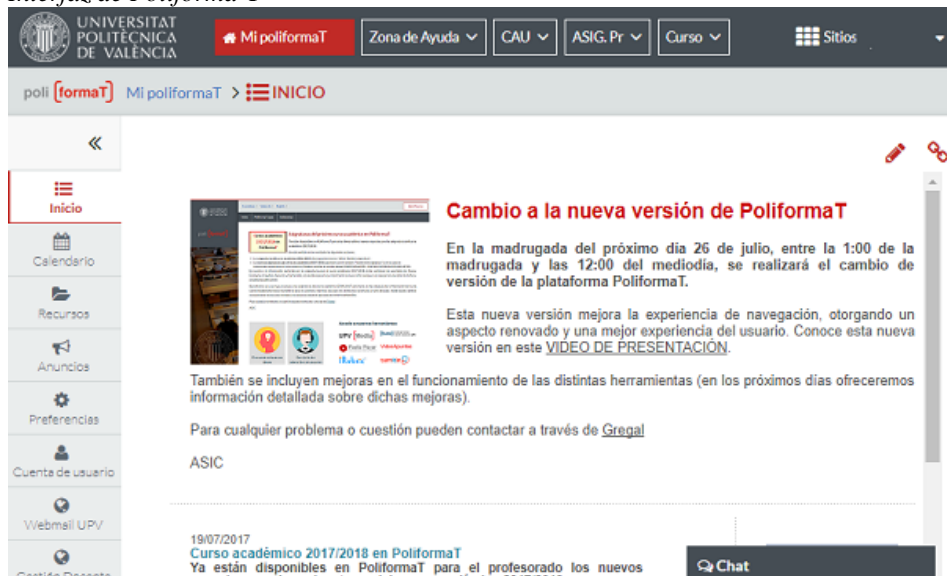 Interfaz de PoliformaT
UNIVERSITAT
POLITÈCNICA
DE VALÈNCIA
Mi poliformaT
Zona de Ayuda
CAU
ASIG. Pr
Curso
Sitios
poli [formaT] Mi poliformaT > INICIO
Inicio
Calendario
Recursos
Anuncios
Preferencias
Cuenta de usuario
Webmail UPV
Cambio a la nueva versión de PoliformaT
En la madrugada del próximo día 26 de julio, entre la 1:00 de la
madrugada y las 12:00 del mediodía, se realizará el cambio de
versión de la plataforma PoliformaT.
Esta nueva versión mejora la experiencia de navegación, otorgando un
aspecto renovado y una mejor experiencia del usuario. Conoce esta nueva
versión en este VIDEO DE PRESENTACIÓN.
También se incluyen mejoras en el funcionamiento de las distintas herramientas (en los próximos días ofreceremos
información detallada sobre dichas mejoras).
Para cualquier problema o cuestión pueden contactar a través de Gregal
ASIC
19/07/2017
Curso académico 2017/2018 en PoliformaT
Ya están disponibles en PoliformaT para el profesorado los nuevos
Chat